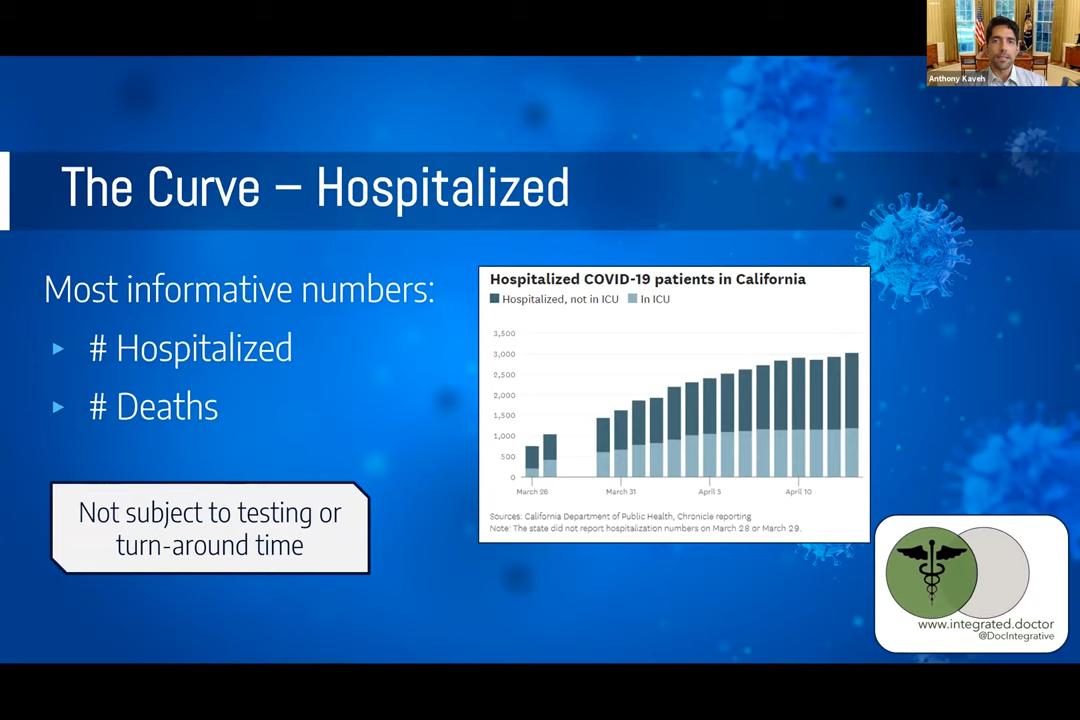 Anthony Kaveh
The Curve – Hospitalized
Most informative numbers:
# Hospitalized
# Deaths
Not subject to testing or
turn-around time
Hospitalized COVID-19 patients in California
Hospitalized, not in ICU In ICU
3,500
3,000
2,500
2,000
1,500
1,000
500
0
March 26 March 31 April 5 April 10
Sources: California Department of Public Health, Chronicle reporting
Note: The state did not report hospitalization numbers on March 28 or March 29.
www.integrated.doctor
@DocIntegrative